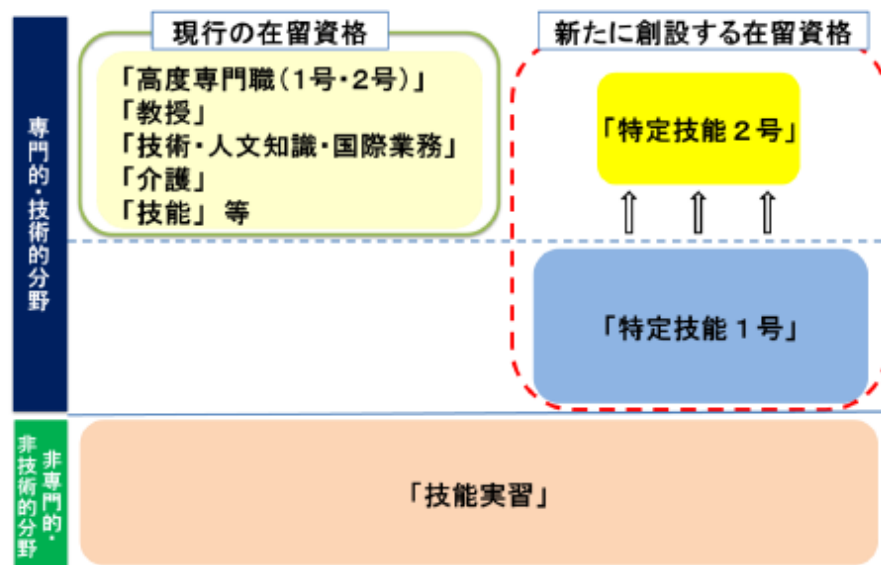 現行の在留資格
「高度専門職(1号・2号)」
「教授」
「技術・人文知識・国際業務」
「介護」
「技能」 等
新たに創設する在留資格
「特定技能2号」
「特定技能1号」
専門的・技術的分野
非専門的・
非技術的分野
「技能実習」